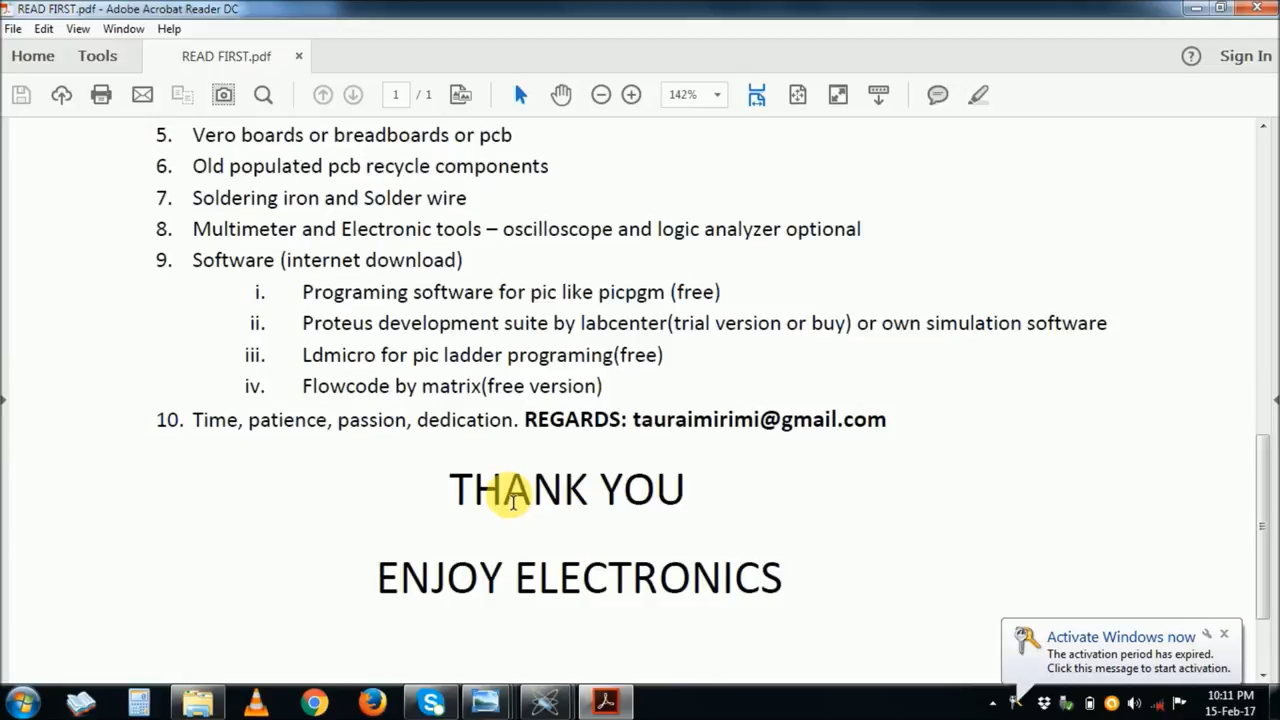 READ FIRST.pdf - Adobe Acrobat Reader DC
File Edit View Window Help
Home Tools READ FIRST.pdf × ? Sign In
1 / 1 142%
5. Vero boards or breadboards or pcb
6. Old populated pcb recycle components
7. Soldering iron and Solder wire
8. Multimeter and Electronic tools – oscilloscope and logic analyzer optional
9. Software (internet download)
i. Programing software for pic like picpgm (free)
ii. Proteus development suite by labcenter(trial version or buy) or own simulation software
iii. Ldmicro for pic ladder programing(free)
iv. Flowcode by matrix(free version)
10. Time, patience, passion, dedication. REGARDS: tauraimirimi@gmail.com
THANK YOU
ENJOY ELECTRONICS
Activate Windows now
The activation period has expired.
Click this message to start activation.
10:11 PM
15-Feb-17